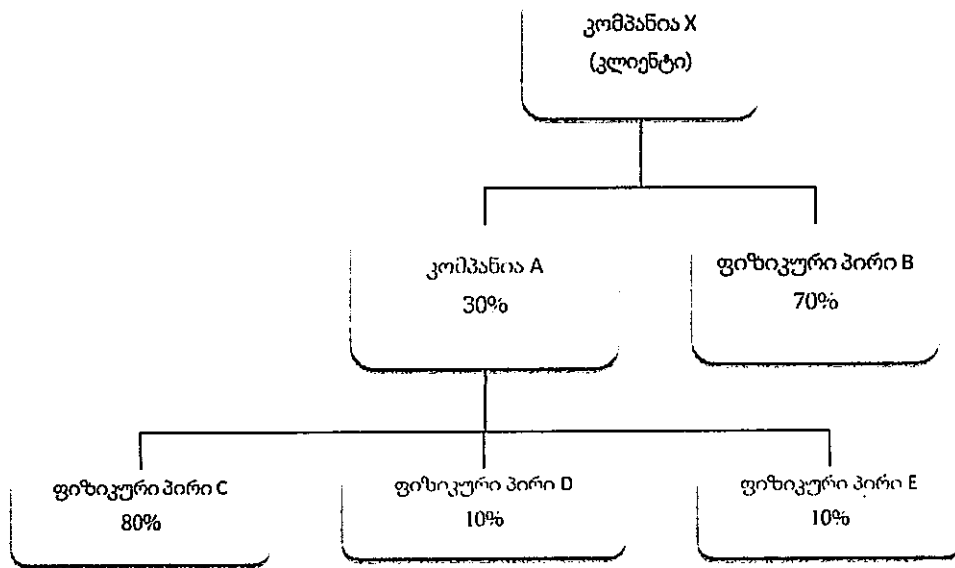 კომპანია X
(კლიენტი)
კომპანია A
30%
ფიზიკური პირი B
70%
ფიზიკური პირი C
80%
ფიზიკური პირი D
10%
ფიზიკური პირი E
10%